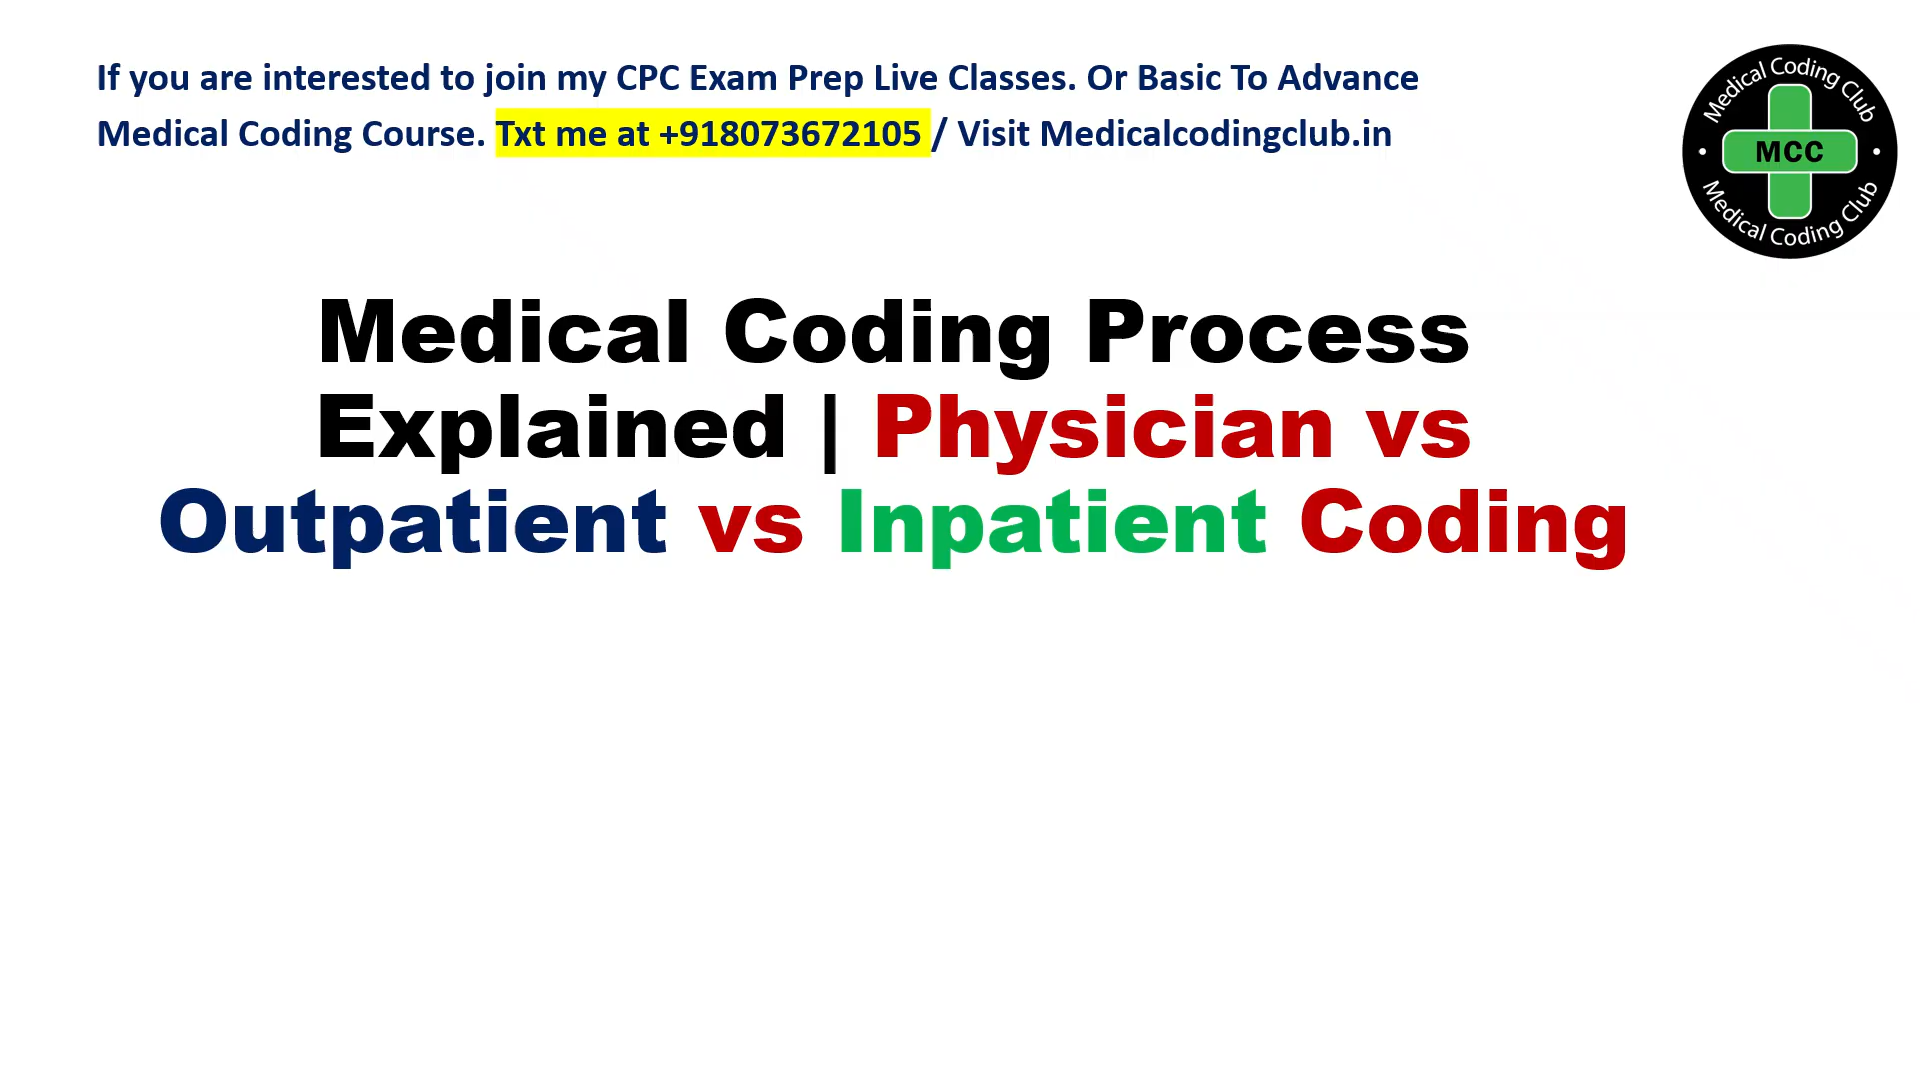 If you are interested to join my CPC Exam Prep Live Classes. Or Basic To Advance
Medical Coding Course. Txt me at +918073672105 / Visit Medicalcodingclub.in
Medical Coding Club
MCC
Medical Coding Club
Medical Coding Process
Explained | Physician vs
Outpatient vs Inpatient Coding